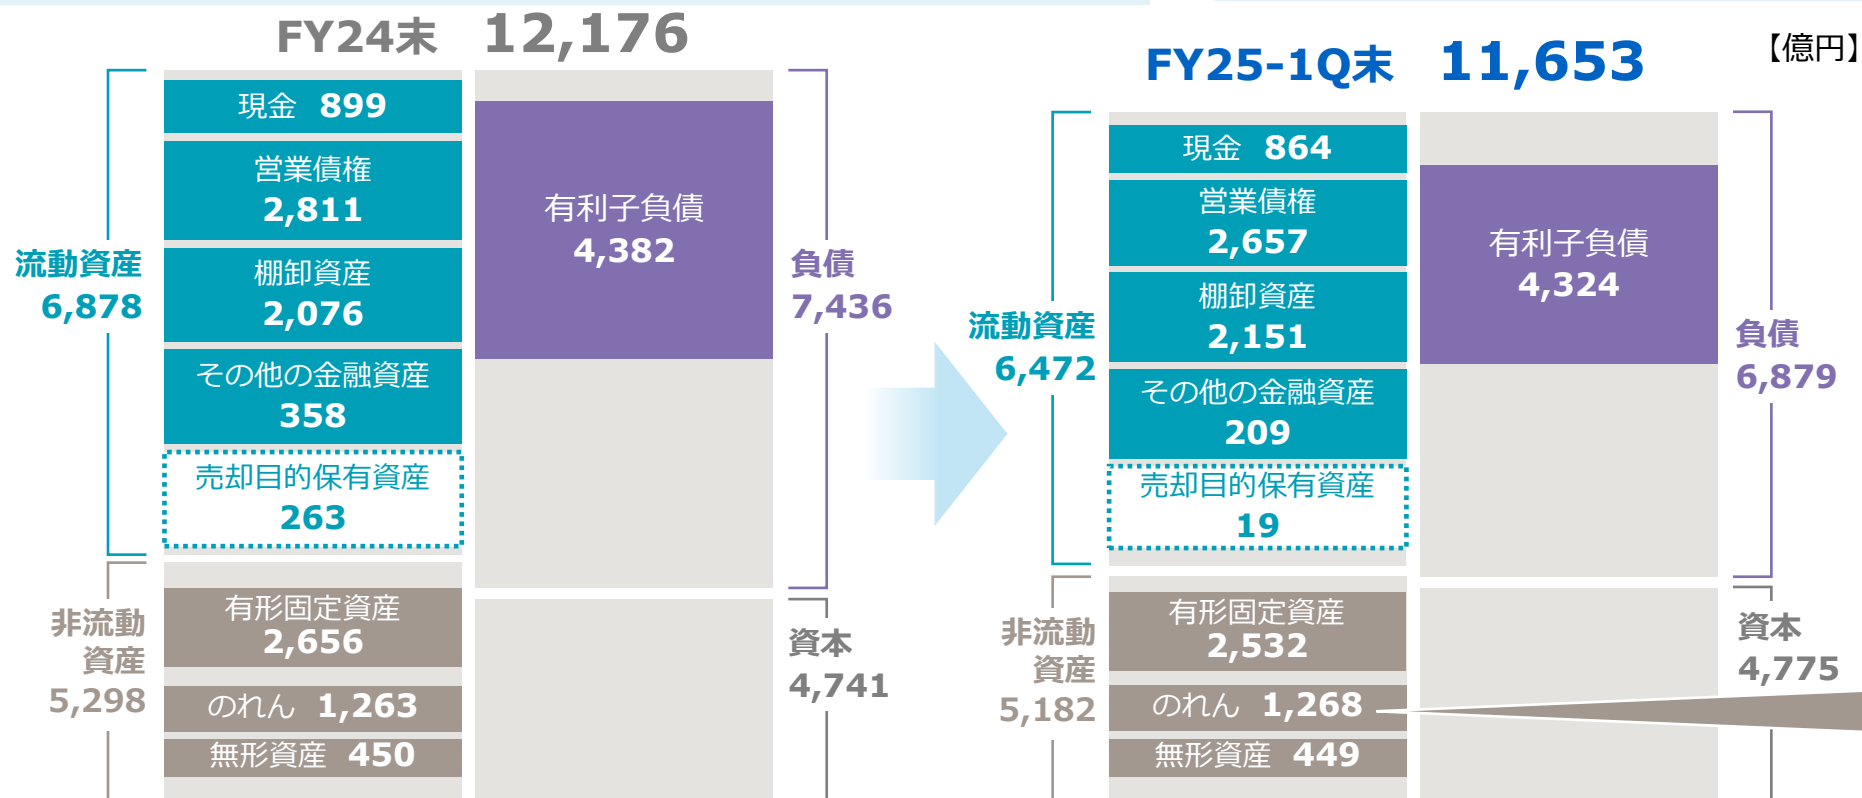 FY24末 12,176
流動資産
6,878
現金 899
営業債権
2,811
棚卸資産
2,076
その他の金融資産
358
売却目的保有資産
263
非流動
資産
5,298
有形固定資産
2,656
のれん 1,263
無形資産 450
有利子負債
4,382
負債
7,436
資本
4,741
FY25-1Q末 11,653
【億円】
流動資産
6,472
現金 864
営業債権
2,657
棚卸資産
2,151
その他の金融資産
209
売却目的保有資産
19
非流動
資産
5,182
有形固定資産
2,532
のれん 1,268
無形資産 449
有利子負債
4,324
負債
6,879
資本
4,775